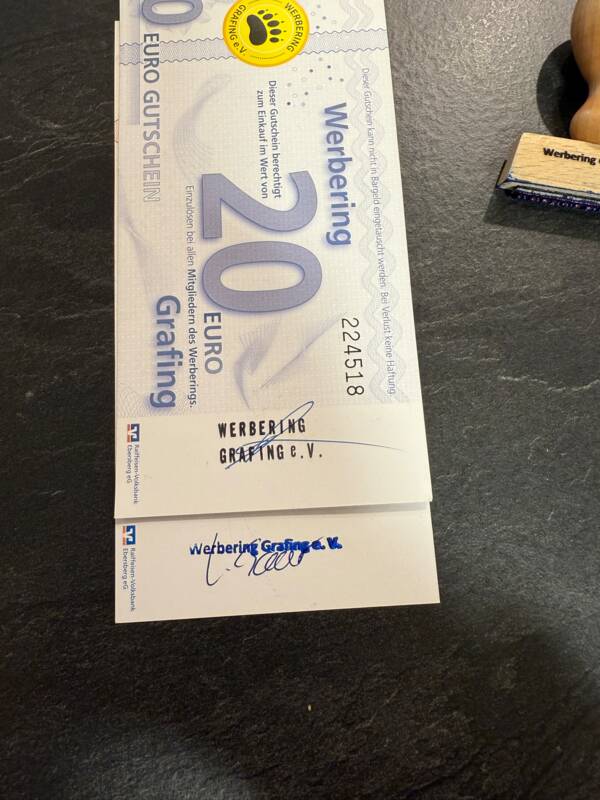 0
EURO GUTSCHEIN
WERBERING
GRAFING e.V.
Dieser Gutschein berechtigt
zum Einkauf im Wert von
Werbering
Dieser Gutschein kann nicht in Bargeld eingetauscht werden. Bei Verlust keine Haftung.
20
EURO
Einzulösen bei allen Mitgliedern des Werberings.
Grafing
224518
WERBERING
GRAFING e.V.
Raiffeisen-Volksbank
Ebersberg eG
Werbering Grafing e. V.
Raiffeisen-Volksbank
Ebersberg eG
Werbering